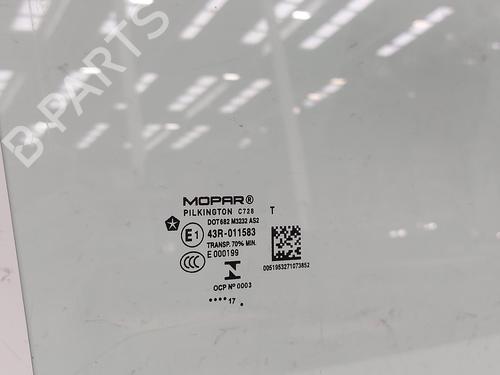 B-PARTS
MOPAR®
PILKINGTON C728 T
DOT682 M3232 AS2
E1 43R-011583
TRANSP. 70% MIN.
E 000199
CCC
N
OCP Nº 0003
0051953271073852
•••• 17 •